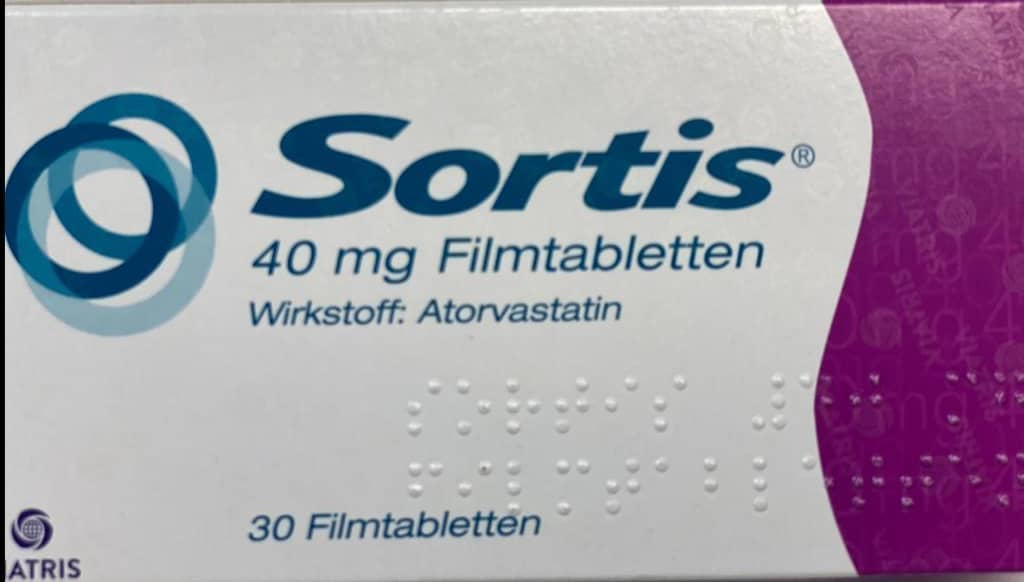 Sortis®
40 mg Filmtabletten
Wirkstoff: Atorvastatin
30 Filmtabletten
ATRIS